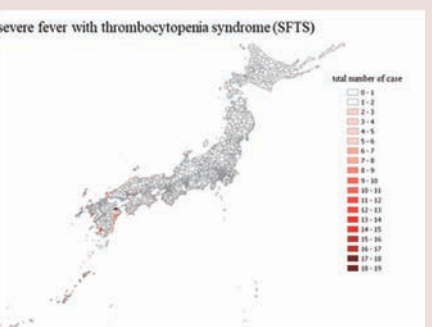 severe fever with thrombocytopenia syndrome (SFTS)
total number of case
0 - 1
1 - 2
2 - 3
3 - 4
4 - 5
5 - 6
6 - 7
7 - 8
8 - 9
9 - 10
10 - 11
11 - 12
12 - 13
13 - 14
14 - 15
15 - 16
16 - 17
17 - 18
18 - 19